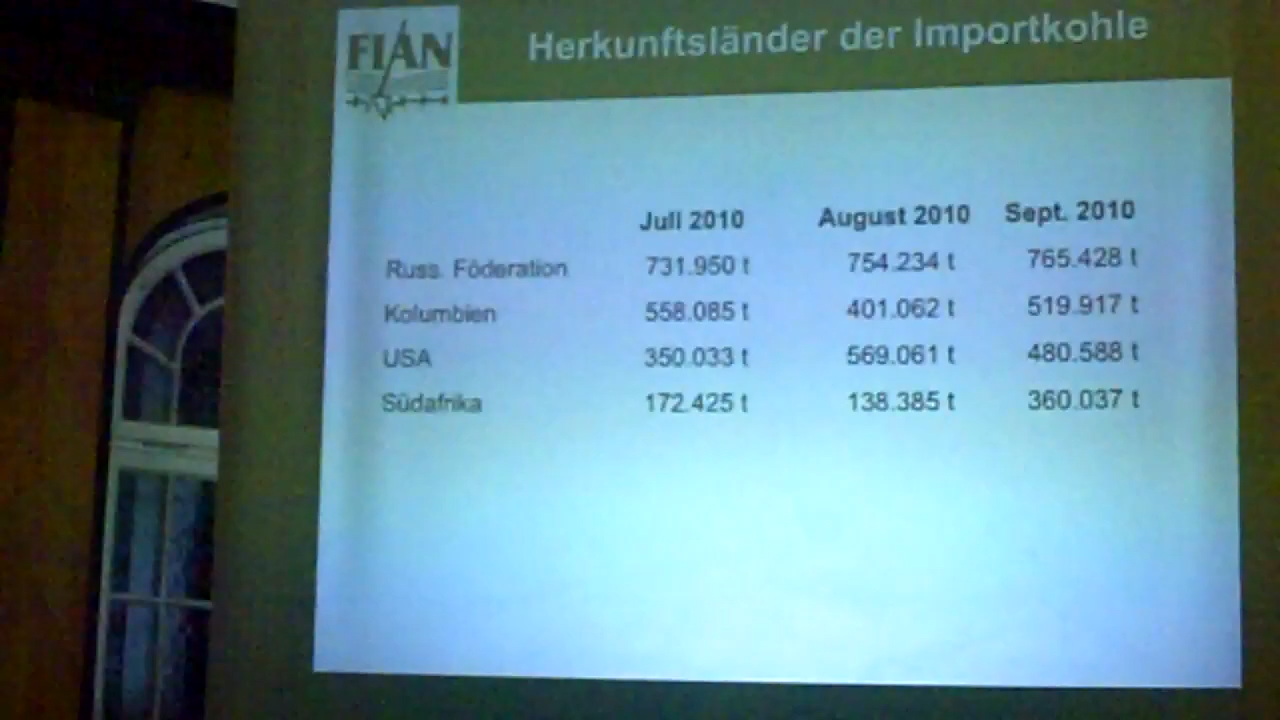 FIAN
Herkunftsländer der Importkohle
Juli 2010 August 2010 Sept. 2010
Russ. Föderation 731.950 t 754.234 t 765.428 t
Kolumbien 558.085 t 401.062 t 519.917 t
USA 350.033 t 569.061 t 480.588 t
Südafrika 172.425 t 138.385 t 360.037 t